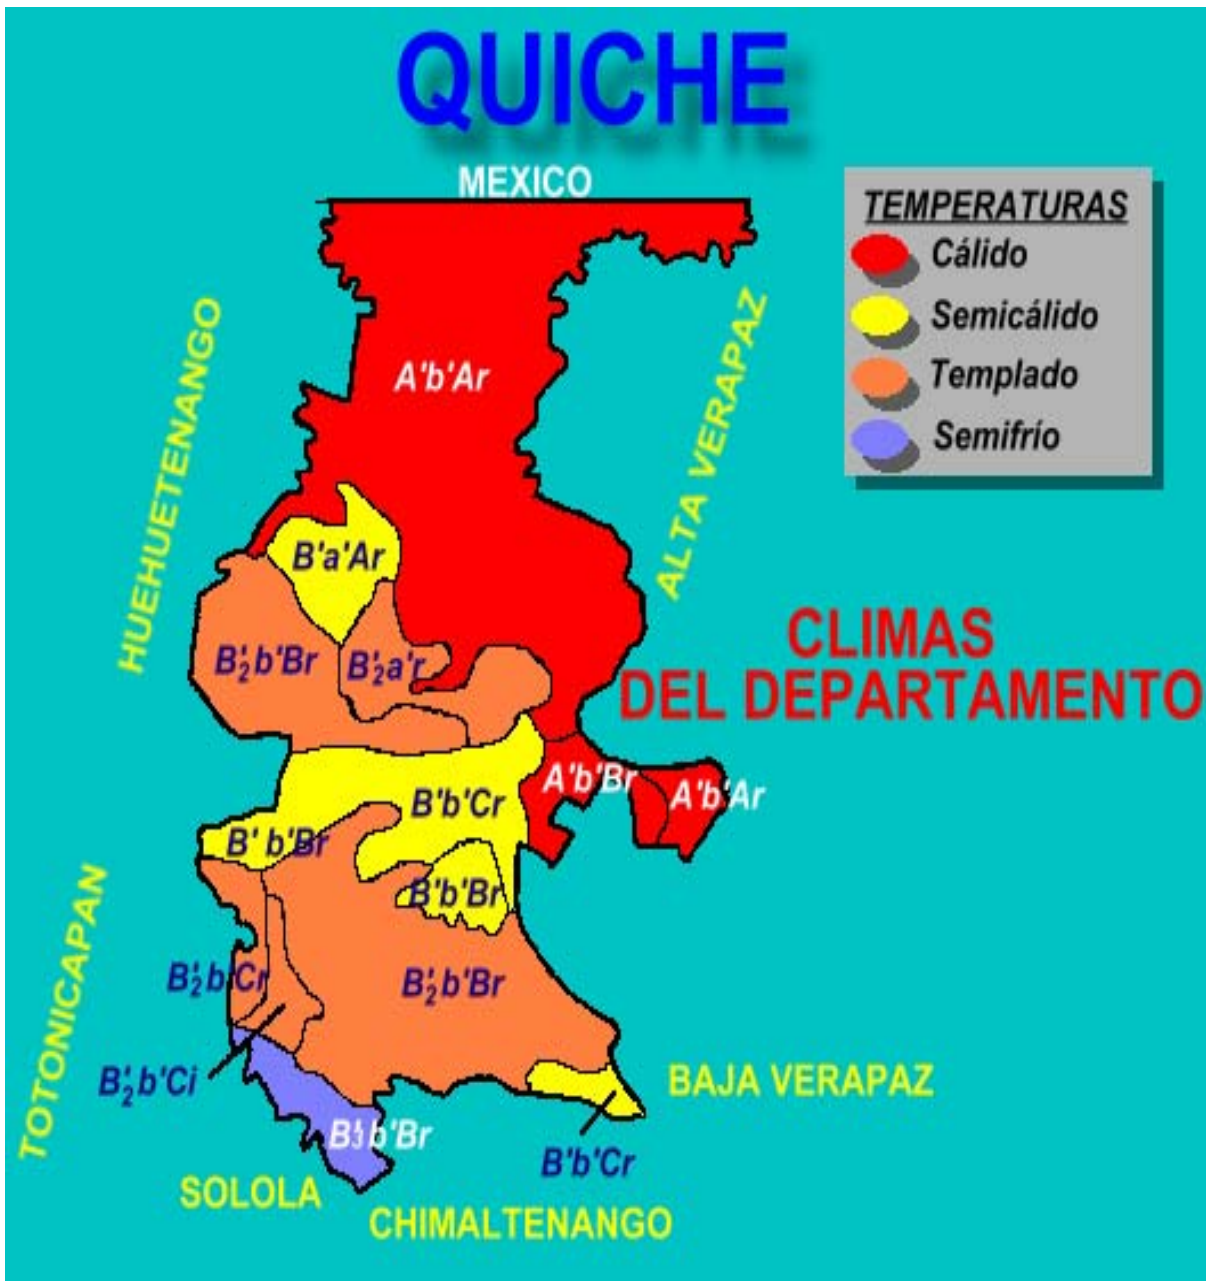 QUICHE
MEXICO
TEMPERATURAS
Cálido
Semicálido
Templado
Semifrío
HUEHUETENANGO
ALTA VERAPAZ
A'b'Ar
B'a'Ar
B'₂b'Br
B'₂a'r
CLIMAS
DEL DEPARTAMENTO
A'b'Br
A'b'Ar
B'b'Cr
B' b'Br
B'b'Br
TOTONICAPAN
B'₂b'Cr
B'₂b'Br
B'₂b'Ci
BAJA VERAPAZ
B'₃b'Br
B'b'Cr
SOLOLA
CHIMALTENANGO